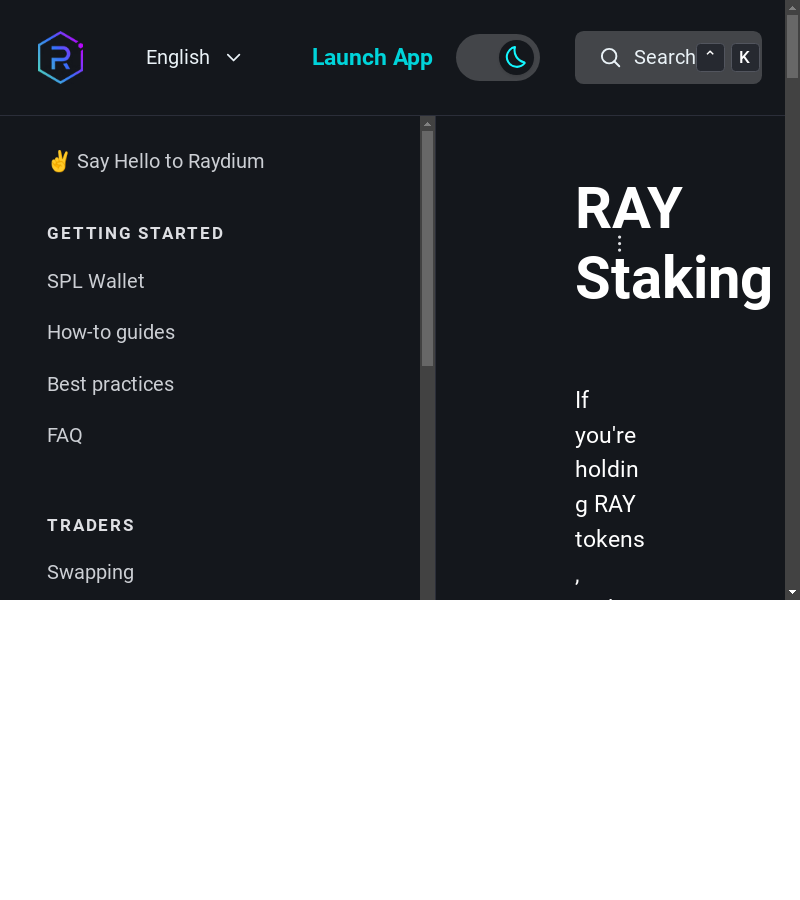 English
Launch App
Search ⌃ K
✌️ Say Hello to Raydium
GETTING STARTED
SPL Wallet
How-to guides
Best practices
FAQ
TRADERS
Swapping
RAY
Staking
If
you're
holdin
g RAY
tokens
,